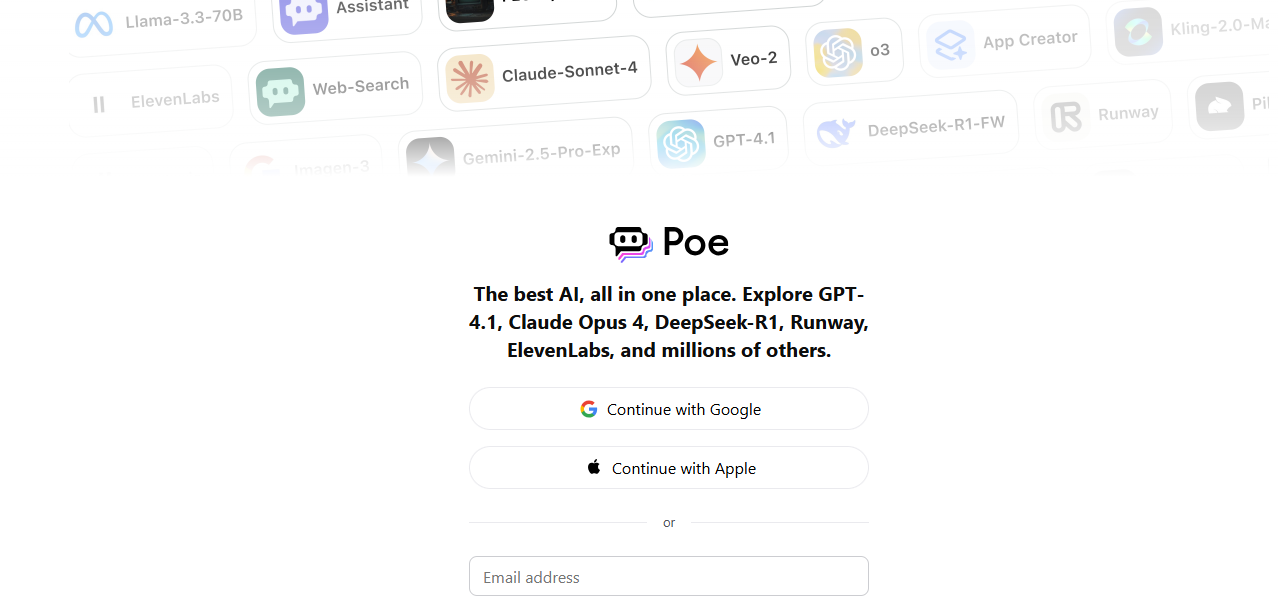 Llama-3.3-70B
Assistant
ElevenLabs
Web-Search
Claude-Sonnet-4
Veo-2
o3
App Creator
Kling-2.0-Ma
Imagen-3
Gemini-2.5-Pro-Exp
GPT-4.1
DeepSeek-R1-FW
Runway
Poe
The best AI, all in one place. Explore GPT-
4.1, Claude Opus 4, DeepSeek-R1, Runway,
ElevenLabs, and millions of others.
Continue with Google
Continue with Apple
or
Email address